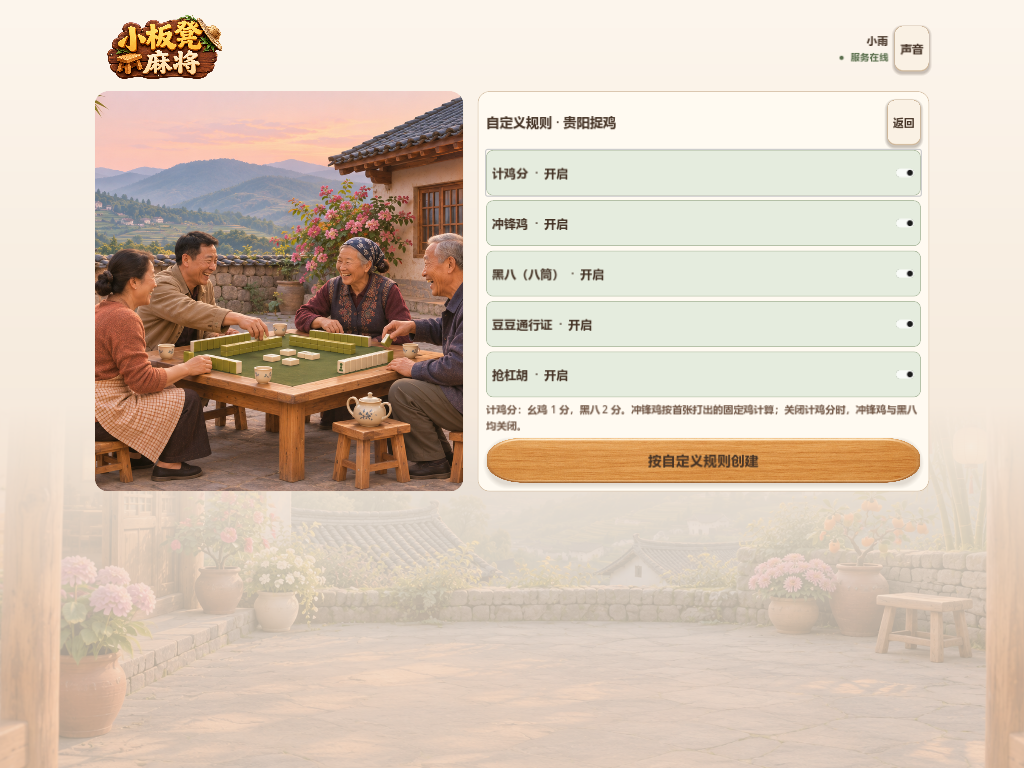 小板凳
麻将
小雨
• 服务在线
声音
自定义规则 · 贵阳捉鸡
返回
计鸡分 · 开启
冲锋鸡 · 开启
黑八（八筒） · 开启
豆豆通行证 · 开启
抢杠胡 · 开启
计鸡分：幺鸡 1 分，黑八 2 分。冲锋鸡按首张打出的固定鸡计算；关闭计鸡分时，冲锋鸡与黑八
均关闭。
按自定义规则创建